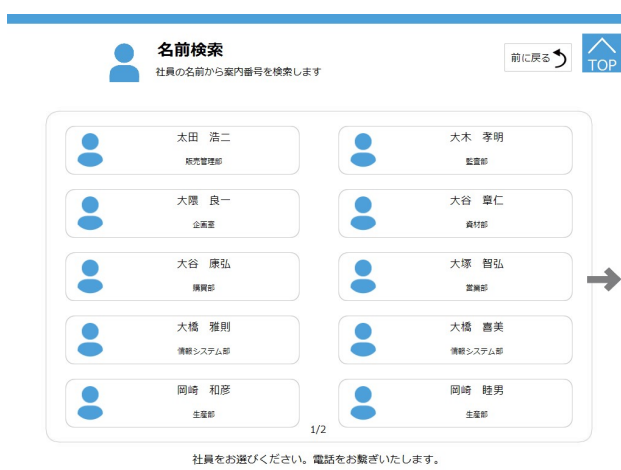 名前検索
社員の名前から案内番号を検索します
前に戻る
TOP
太田 浩二
販売管理部
大木 孝明
監査部
大隈 良一
企画室
大谷 章仁
資材部
大谷 康弘
購買部
大塚 智弘
営業部
大橋 雅則
情報システム部
大橋 喜美
情報システム部
岡崎 和彦
生産部
岡崎 睦男
生産部
1/2
社員をお選びください。電話をお繋ぎいたします。